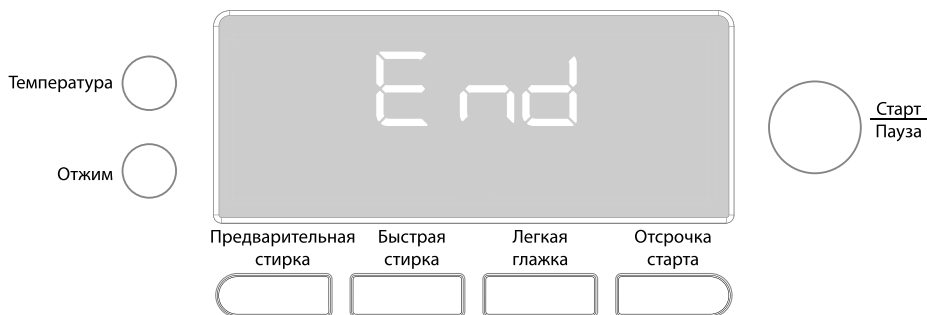 End
Температура
Отжим
Старт
Пауза
Предварительная стирка
Быстрая стирка
Легкая глажка
Отсрочка старта